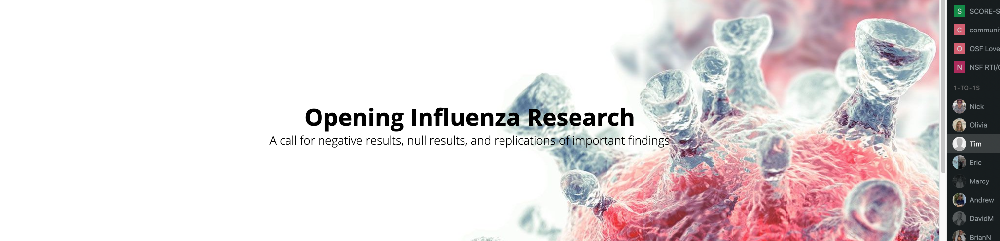 Opening Influenza Research
A call for negative results, null results, and replications of important findings
S SCORE-S
C communit
O OSF Love
N NSF RTI/
1-TO-1S
Nick
Olivia
Tim
Eric
Marcy
Andrew
DavidM
BrianN